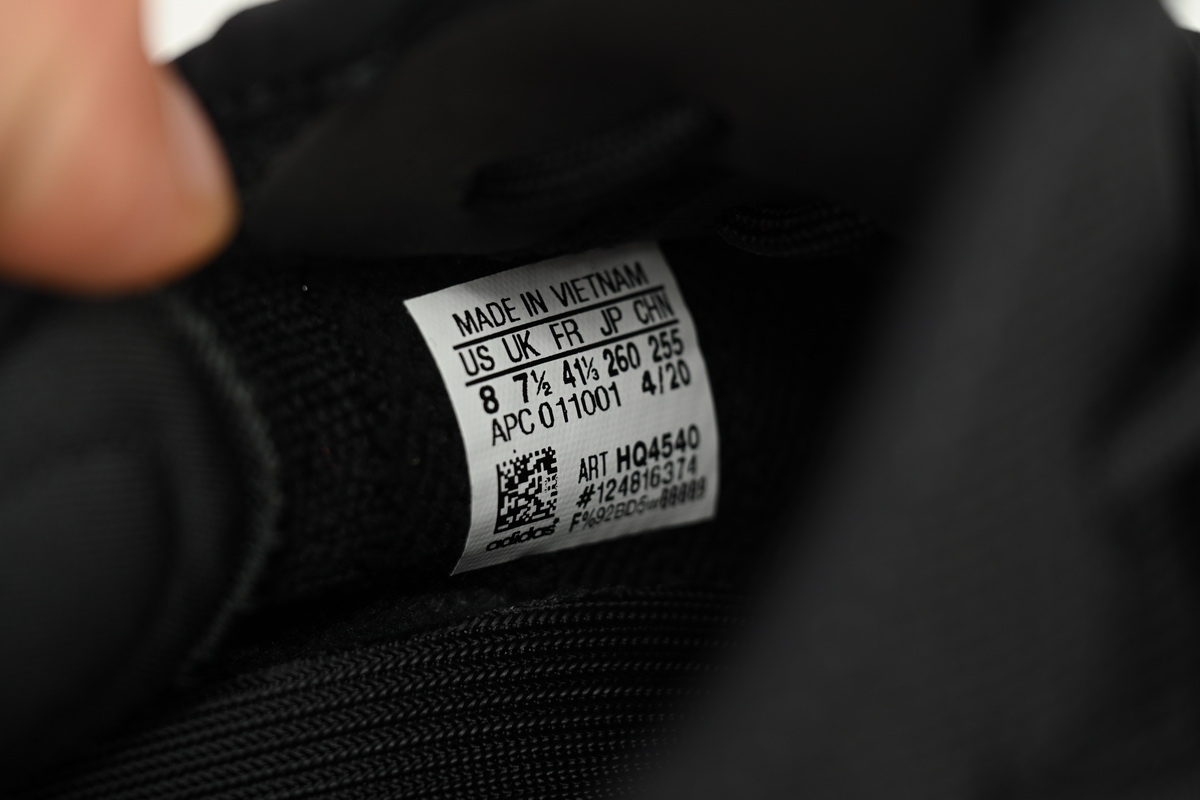 MADE IN VIETNAM
US UK FR JP CHN
8 7½ 41⅓ 260 255
APC 011001 4/20
ART HQ4540
#124816374
adidas®